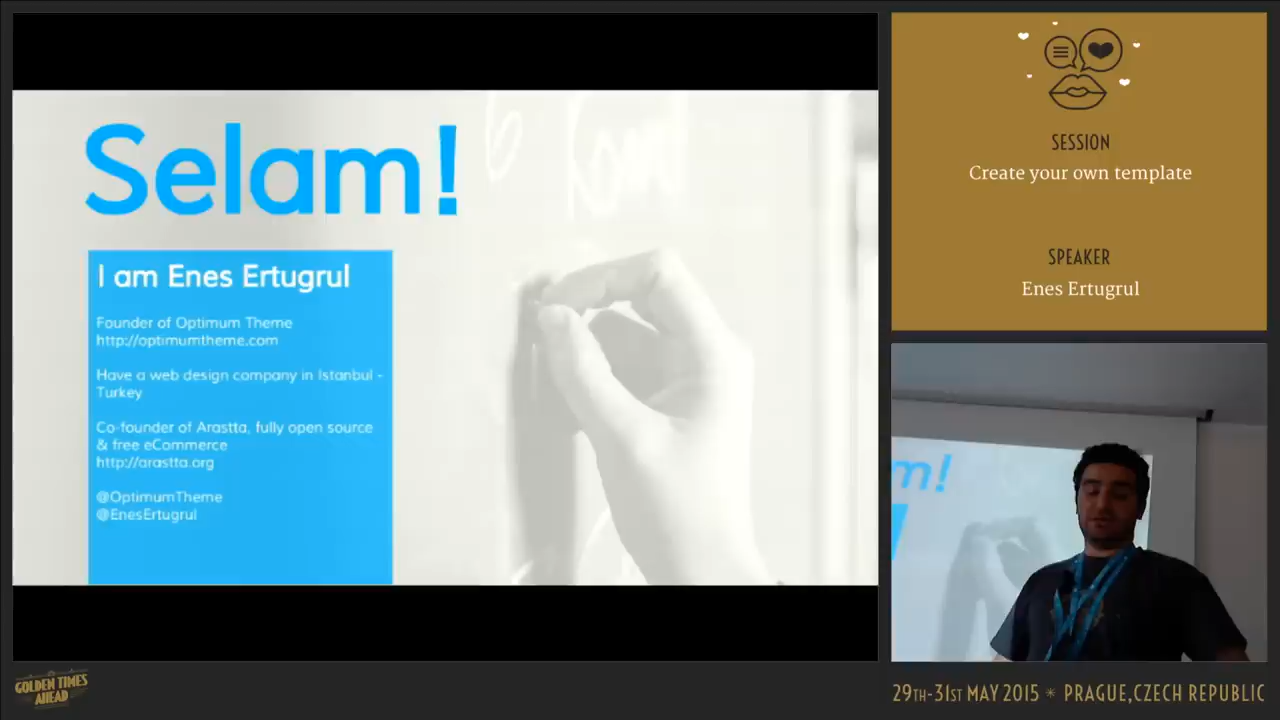 Selam!
I am Enes Ertugrul
Founder of Optimum Theme
http://optimumtheme.com
Have a web design company in Istanbul -
Turkey
Co-founder of Arastta, fully open source
& free eCommerce
http://arastta.org
@OptimumTheme
@EnesErtugrul
SESSION
Create your own template
SPEAKER
Enes Ertugrul
m!
GOLDEN TIMES
AHEAD
29TH-31ST MAY 2015 * PRAGUE, CZECH REPUBLIC